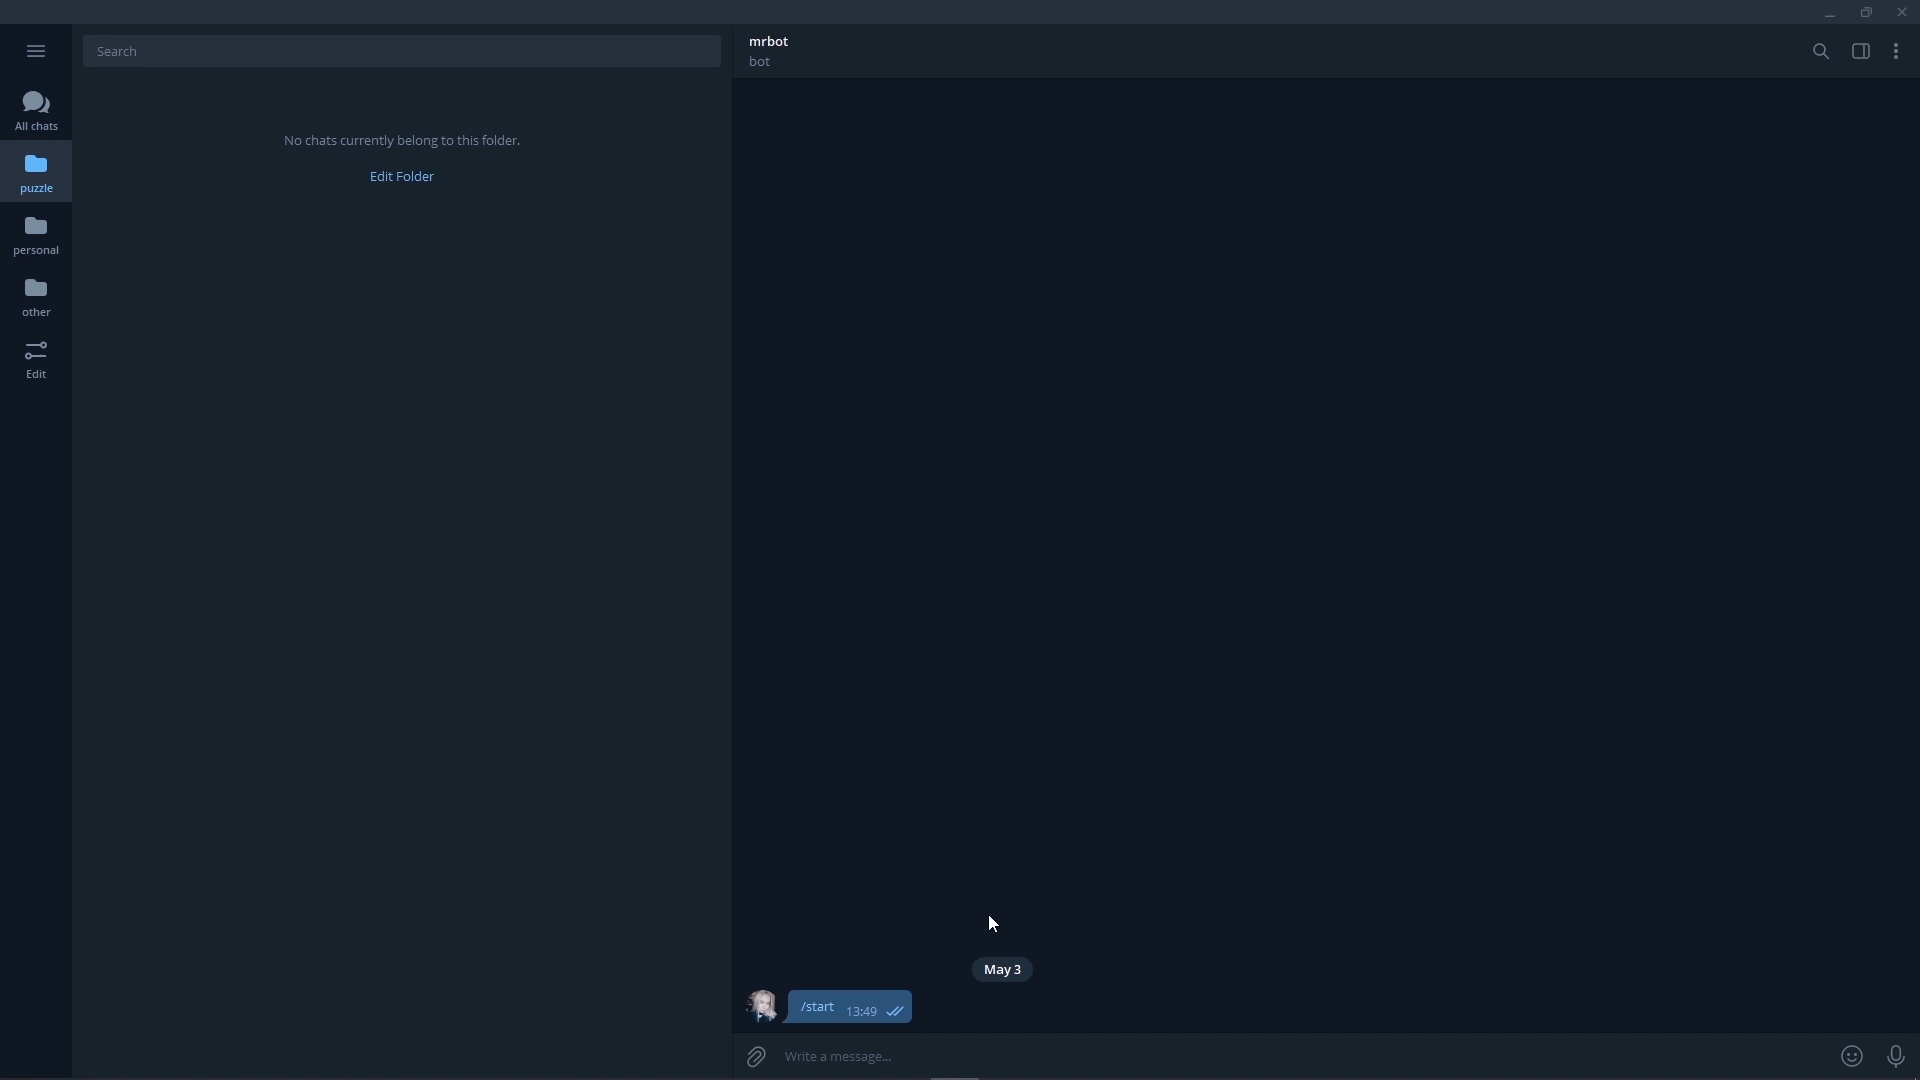 Search
All chats
puzzle
personal
other
Edit
No chats currently belong to this folder.
Edit Folder
mrbot
bot
May 3
/start 13:49
Write a message...